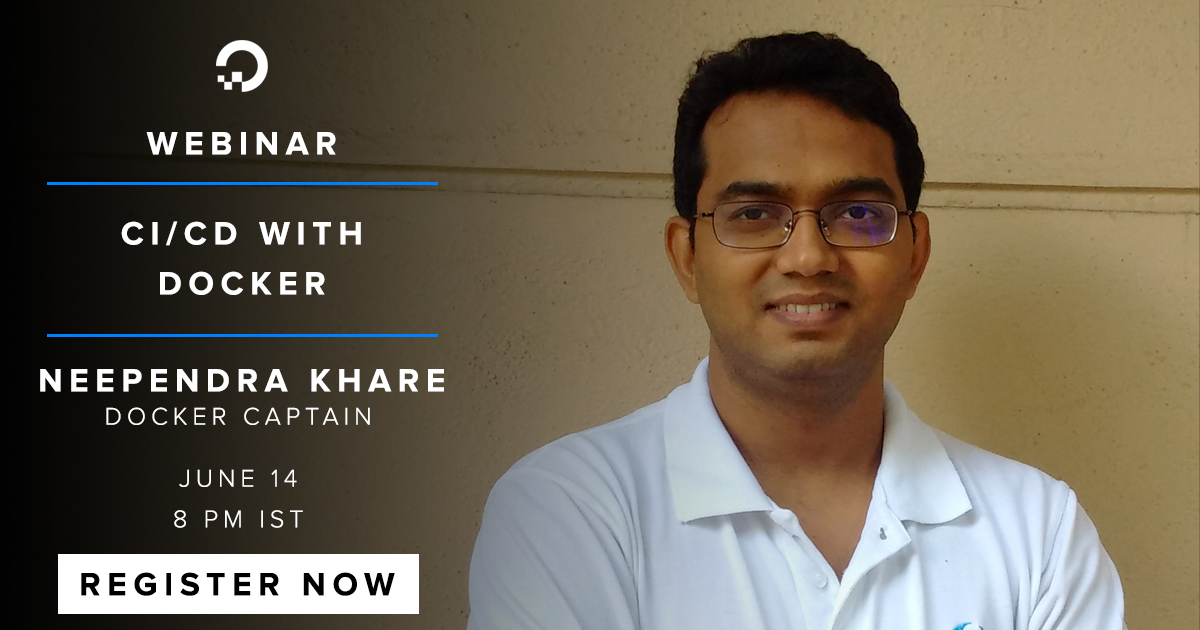 WEBINAR
CI/CD WITH
DOCKER
NEEPENDRA KHARE
DOCKER CAPTAIN
JUNE 14
8 PM IST
REGISTER NOW